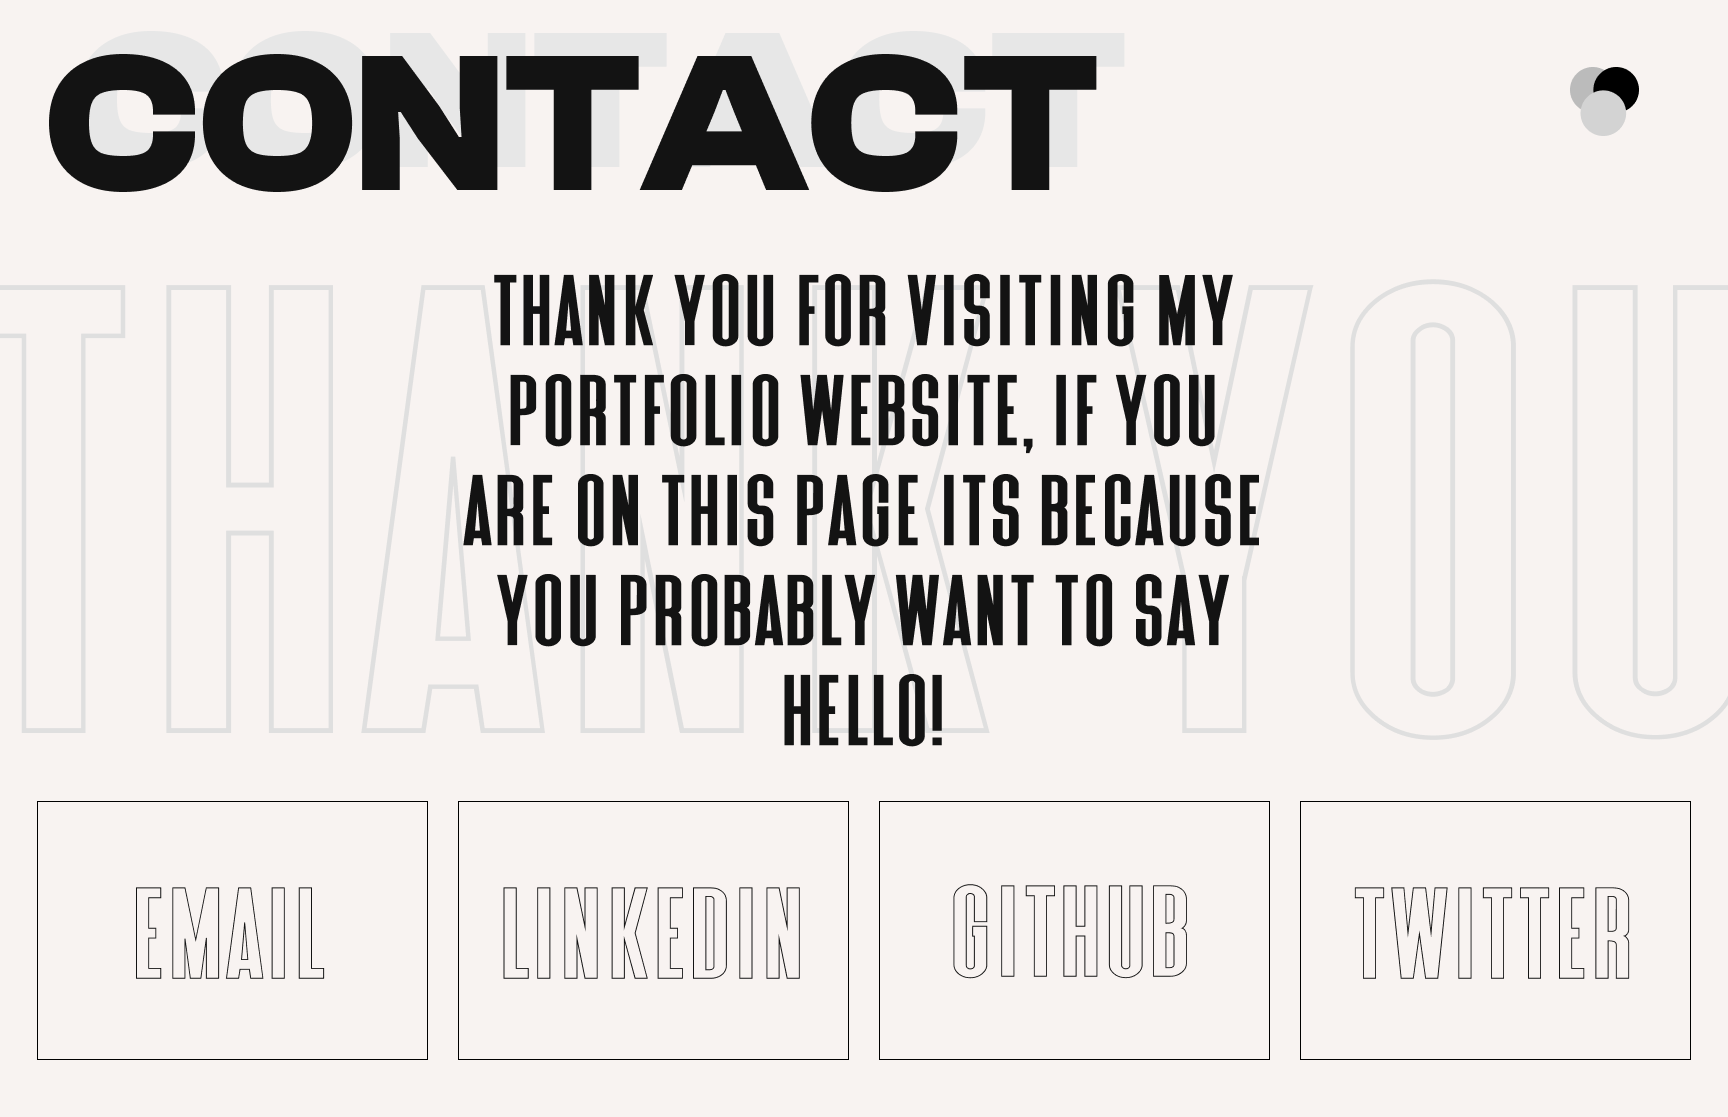 CONTACT
THANK YOU
THANK YOU FOR VISITING MY
PORTFOLIO WEBSITE, IF YOU
ARE ON THIS PAGE ITS BECAUSE
YOU PROBABLY WANT TO SAY
HELLO!
EMAIL
LINKEDIN
GITHUB
TWITTER